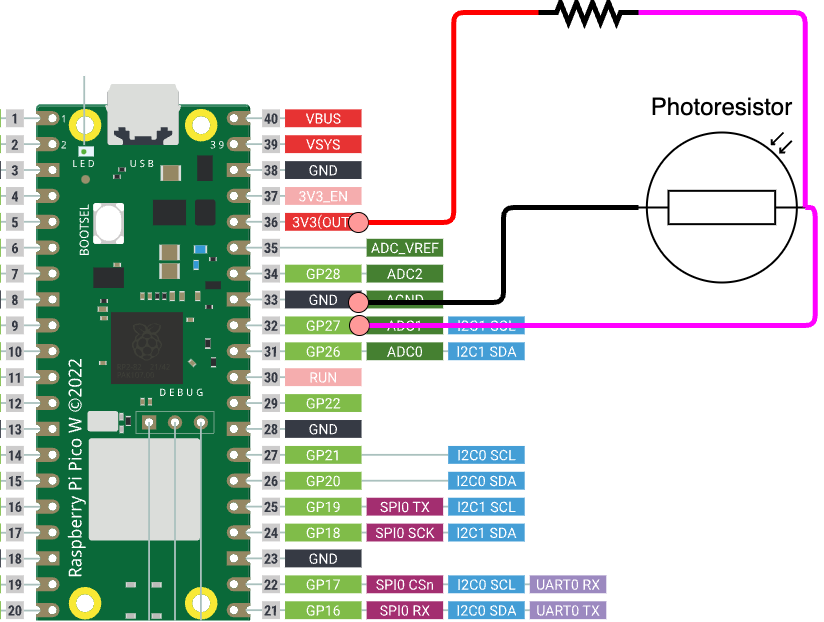 Photoresistor
1 1 40 VBUS
2 2 39 39 VSYS
LED USB
3 38 GND
4 37 3V3_EN
5 BOOTSEL 36 3V3(OUT
6 35 ADC_VREF
7 34 GP28 ADC2
8 33 GND AGND
9 32 GP27 ADC1 I2C1 SCL
10 31 GP26 ADC0 I2C1 SDA
11 30 RUN
DEBUG
12 29 GP22
13 28 GND
14 27 GP21 I2C0 SCL
15 26 GP20 I2C0 SDA
16 25 GP19 SPI0 TX I2C1 SCL
17 24 GP18 SPI0 SCK I2C1 SDA
18 23 GND
19 22 GP17 SPI0 CSn I2C0 SCL UART0 RX
20 21 GP16 SPI0 RX I2C0 SDA UART0 TX
Raspberry Pi Pico W ©2022